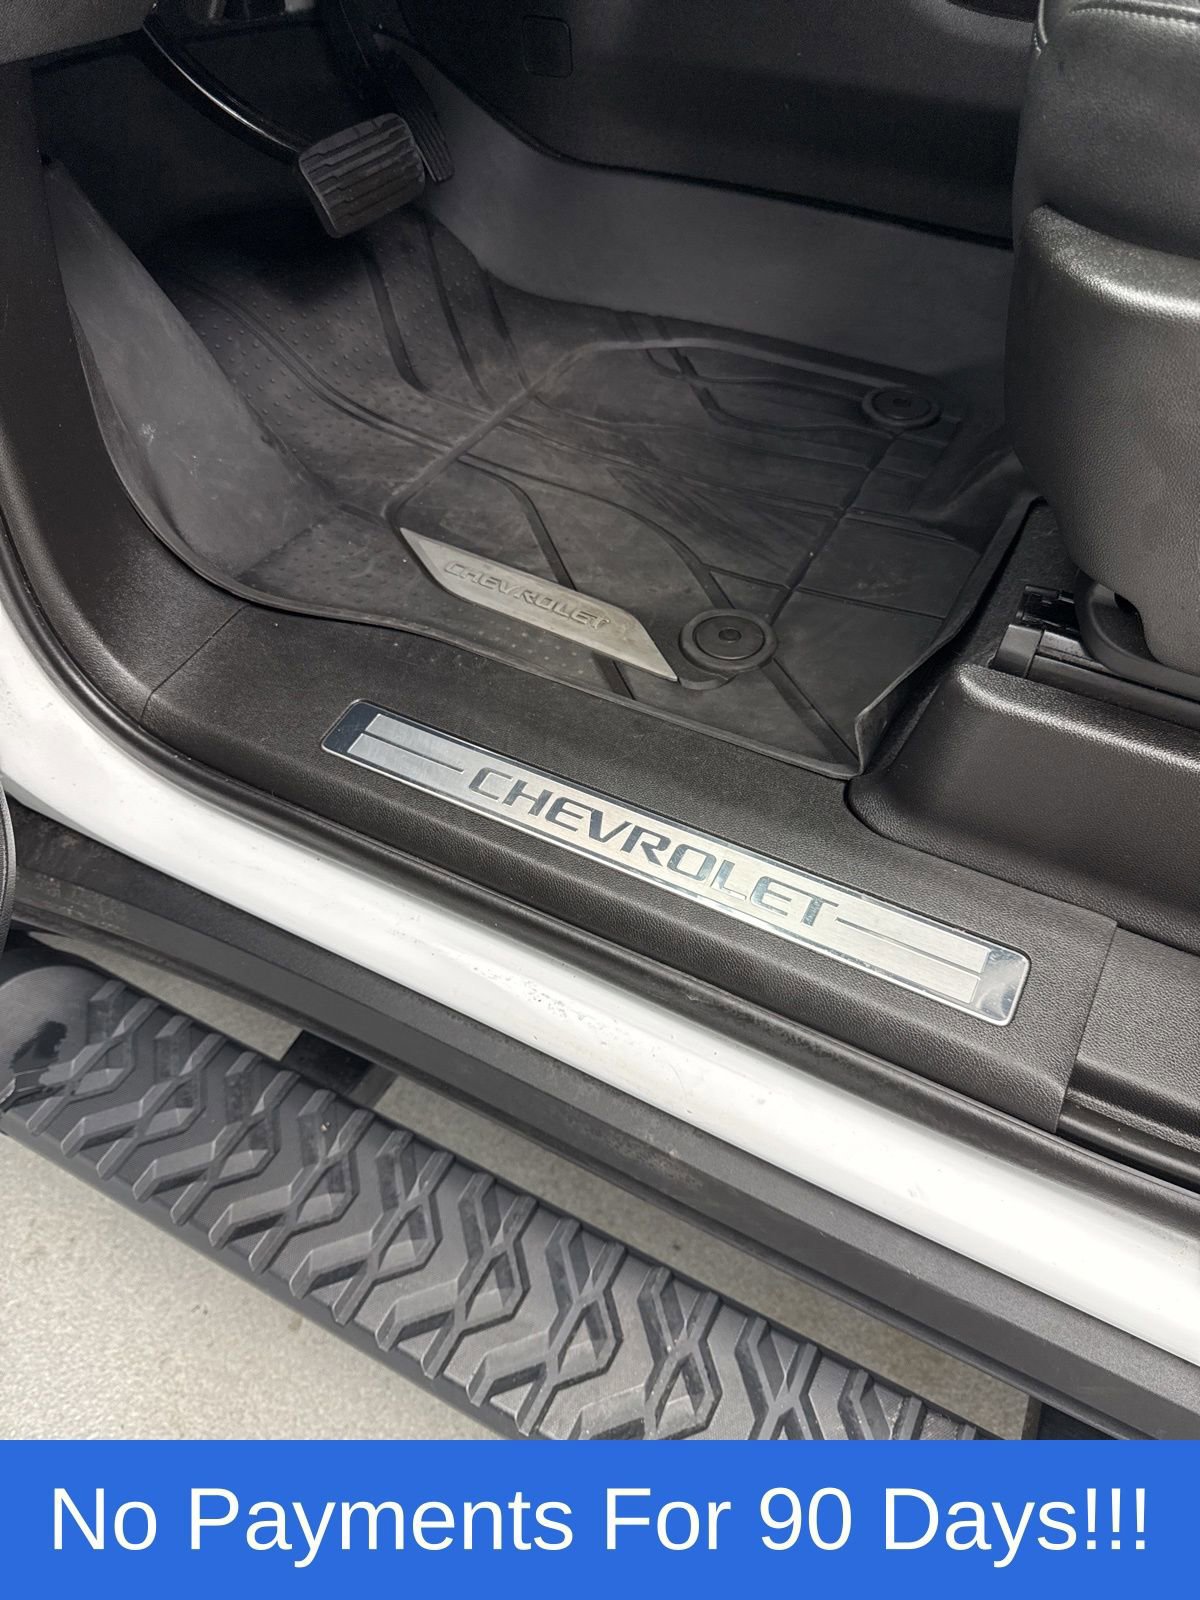 CHEVROLET
CHEVROLET
No Payments For 90 Days!!!